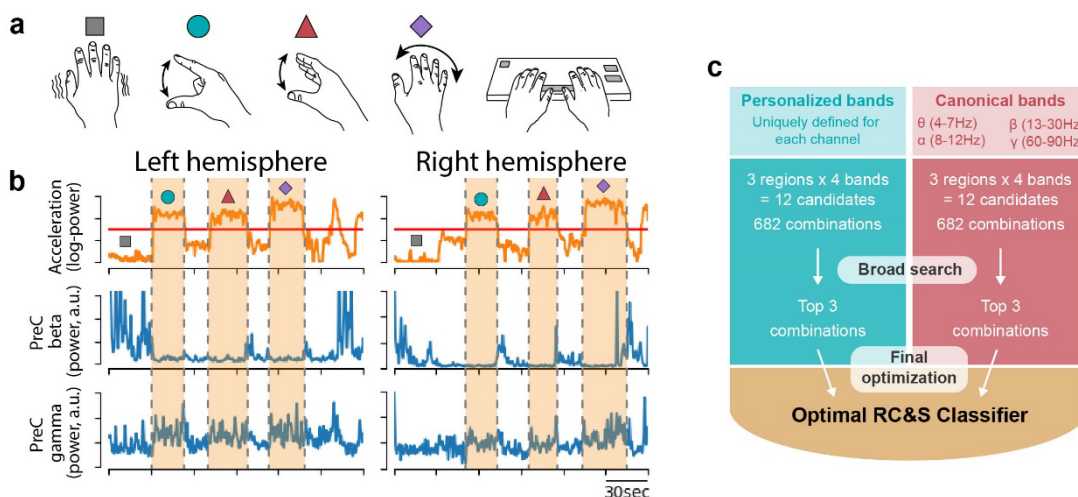 a
b
Left hemisphere
Right hemisphere
Acceleration
(log-power)
PreC
beta
(power, a.u.)
PreC
gamma
(power, a.u.)
30sec
c
Personalized bands
Uniquely defined for
each channel
Canonical bands
θ (4-7Hz) β (13-30Hz)
α (8-12Hz) γ (60-90Hz)
3 regions x 4 bands
= 12 candidates
682 combinations
3 regions x 4 bands
= 12 candidates
682 combinations
Broad search
Top 3
combinations
Top 3
combinations
Final
optimization
Optimal RC&S Classifier